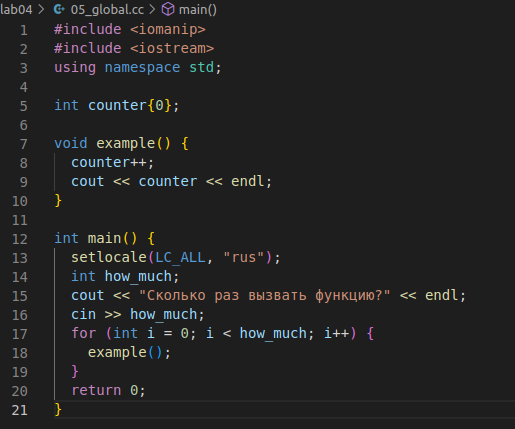 lab04 > 05_global.cc > main()
1 #include <iomanip>
2 #include <iostream>
3 using namespace std;
4
5 int counter{0};
6
7 void example() {
8   counter++;
9   cout << counter << endl;
10 }
11
12 int main() {
13   setlocale(LC_ALL, "rus");
14   int how_much;
15   cout << "Сколько раз вызвать функцию?" << endl;
16   cin >> how_much;
17   for (int i = 0; i < how_much; i++) {
18     example();
19   }
20   return 0;
21 }